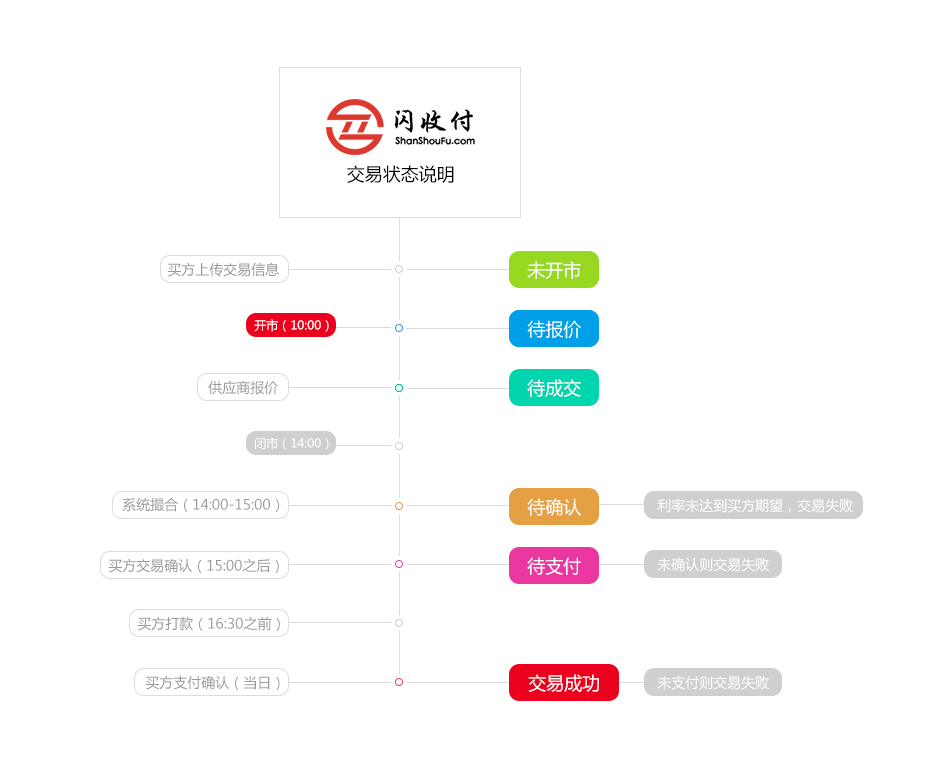 闪收付
ShanShouFu.com
交易状态说明
买方上传交易信息
未开市
开市（10:00）
待报价
供应商报价
待成交
闭市（14:00）
系统撮合（14:00-15:00）
待确认
利率未达到买方期望，交易失败
买方交易确认（15:00之后）
待支付
未确认则交易失败
买方打款（16:30之前）
买方支付确认（当日）
交易成功
未支付则交易失败